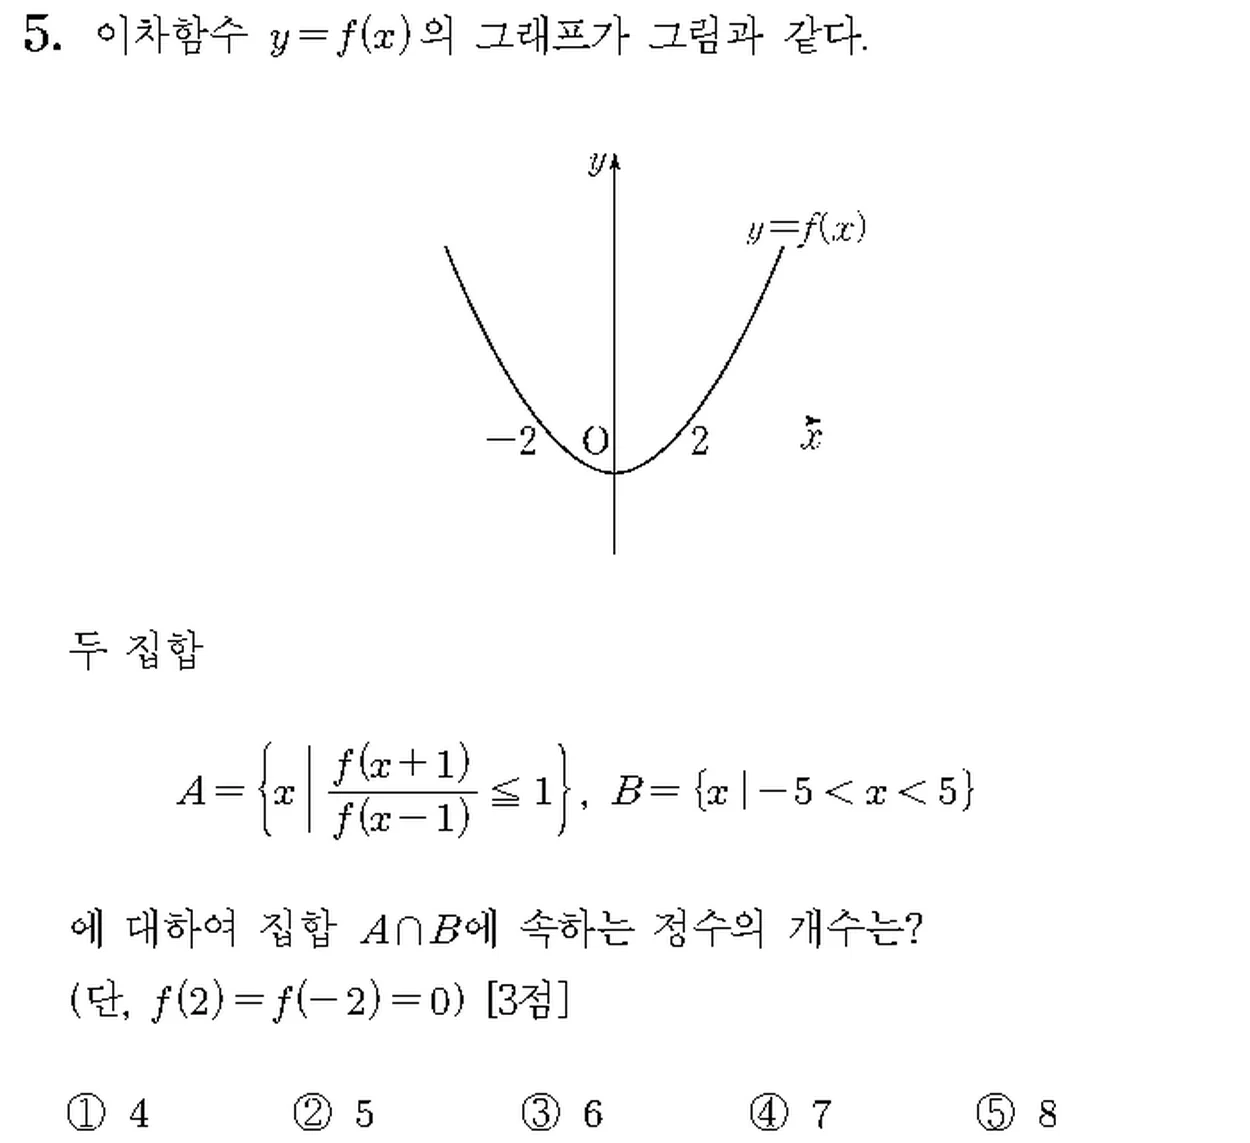 5. 이차함수 y=f(x)의 그래프가 그림과 같다.
y
y=f(x)
-2 O 2 x
두 집합
A={x | f(x+1)/f(x-1) ≦ 1}, B={x | -5 < x < 5}
에 대하여 집합 A∩B에 속하는 정수의 개수는?
(단, f(2)=f(-2)=0) [3점]
① 4 ② 5 ③ 6 ④ 7 ⑤ 8